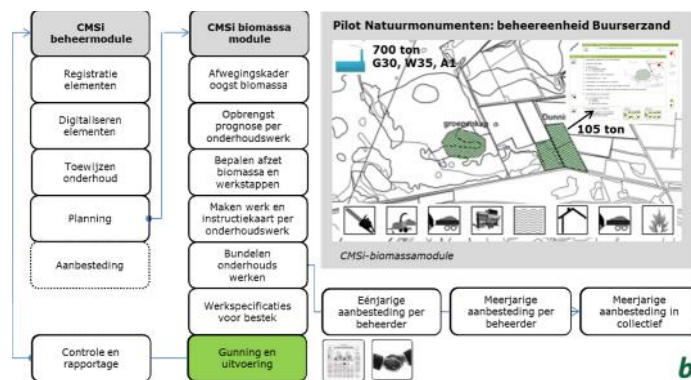 CMSi
beheermodule
Registratie
elementen
Digitaliseren
elementen
Toewijzen
onderhoud
Planning
Aanbesteding
Controle en
rapportage
CMSi biomassa
module
Afwegingskader
oogst biomassa
Opbrengst
prognose per
onderhoudswerk
Bepalen afzet
biomassa en
werkstappen
Maken werk en
instructiekaart per
onderhoudswerk
Bundelen
onderhouds
werken
Werkspecificaties
voor bestek
Gunning en
uitvoering
Pilot Natuurmonumenten: beheereenheid Buurserzand
700 ton
G30, W35, A1
105 ton
CMSi-biomassamodule
Eénjarige
aanbesteding per
beheerder
Meerjarige
aanbesteding per
beheerder
Meerjarige
aanbesteding in
collectief
b